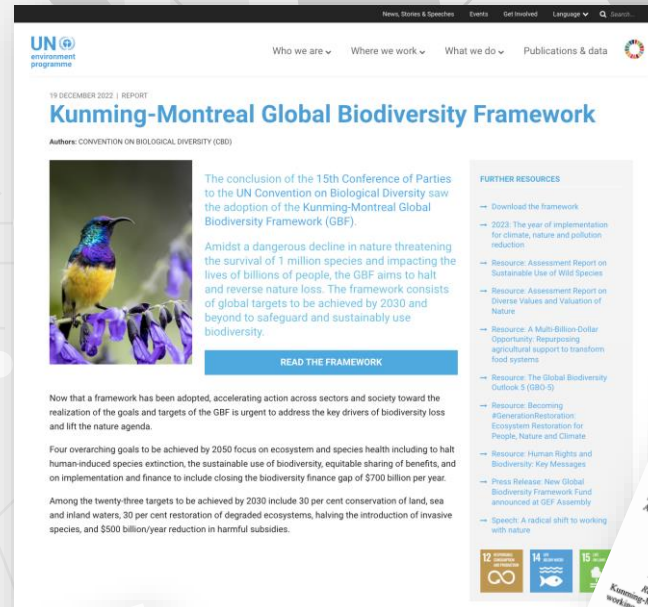 News, Stories & Speeches Events Get Involved Language Search...
UN
environment
programme
Who we are Where we work What we do Publications & data
19 DECEMBER 2022 | REPORT
Kunming-Montreal Global Biodiversity Framework
Authors: CONVENTION ON BIOLOGICAL DIVERSITY (CBD)
The conclusion of the 15th Conference of Parties
to the UN Convention on Biological Diversity saw
the adoption of the Kunming-Montreal Global
Biodiversity Framework (GBF).
Amidst a dangerous decline in nature threatening
the survival of 1 million species and impacting the
lives of billions of people, the GBF aims to halt
and reverse nature loss. The framework consists
of global targets to be achieved by 2030 and
beyond to safeguard and sustainably use
biodiversity.
READ THE FRAMEWORK
Now that a framework has been adopted, accelerating action across sectors and society toward the
realization of the goals and targets of the GBF is urgent to address the key drivers of biodiversity loss
and lift the nature agenda.
Four overarching goals to be achieved by 2050 focus on ecosystem and species health including to halt
human-induced species extinction, the sustainable use of biodiversity, equitable sharing of benefits, and
on implementation and finance to include closing the biodiversity finance gap of $700 billion per year.
Among the twenty-three targets to be achieved by 2030 include 30 per cent conservation of land, sea
and inland waters, 30 per cent restoration of degraded ecosystems, halving the introduction of invasive
species, and $500 billion/year reduction in harmful subsidies.
FURTHER RESOURCES
→ Download the framework
→ 2023: The year of implementation
for climate, nature and pollution
reduction
→ Resource: Assessment Report on
Sustainable Use of Wild Species
→ Resource: Assessment Report on
Diverse Values and Valuation of
Nature
→ Resource: A Multi-Billion-Dollar
Opportunity: Repurposing
agricultural support to transform
food systems
→ Resource: The Global Biodiversity
Outlook 5 (GBO-5)
→ Resource: Becoming
#GenerationRestoration:
Ecosystem Restoration for
People, Nature and Climate
→ Resource: Human Rights and
Biodiversity: Key Messages
→ Press Release: New Global
Biodiversity Framework Fund
announced at GEF Assembly
→ Speech: A radical shift to working
with nature
12 RESPONSIBLE
CONSUMPTION
AND PRODUCTION
14 LIFE
BELOW WATER
15
Kunming-M